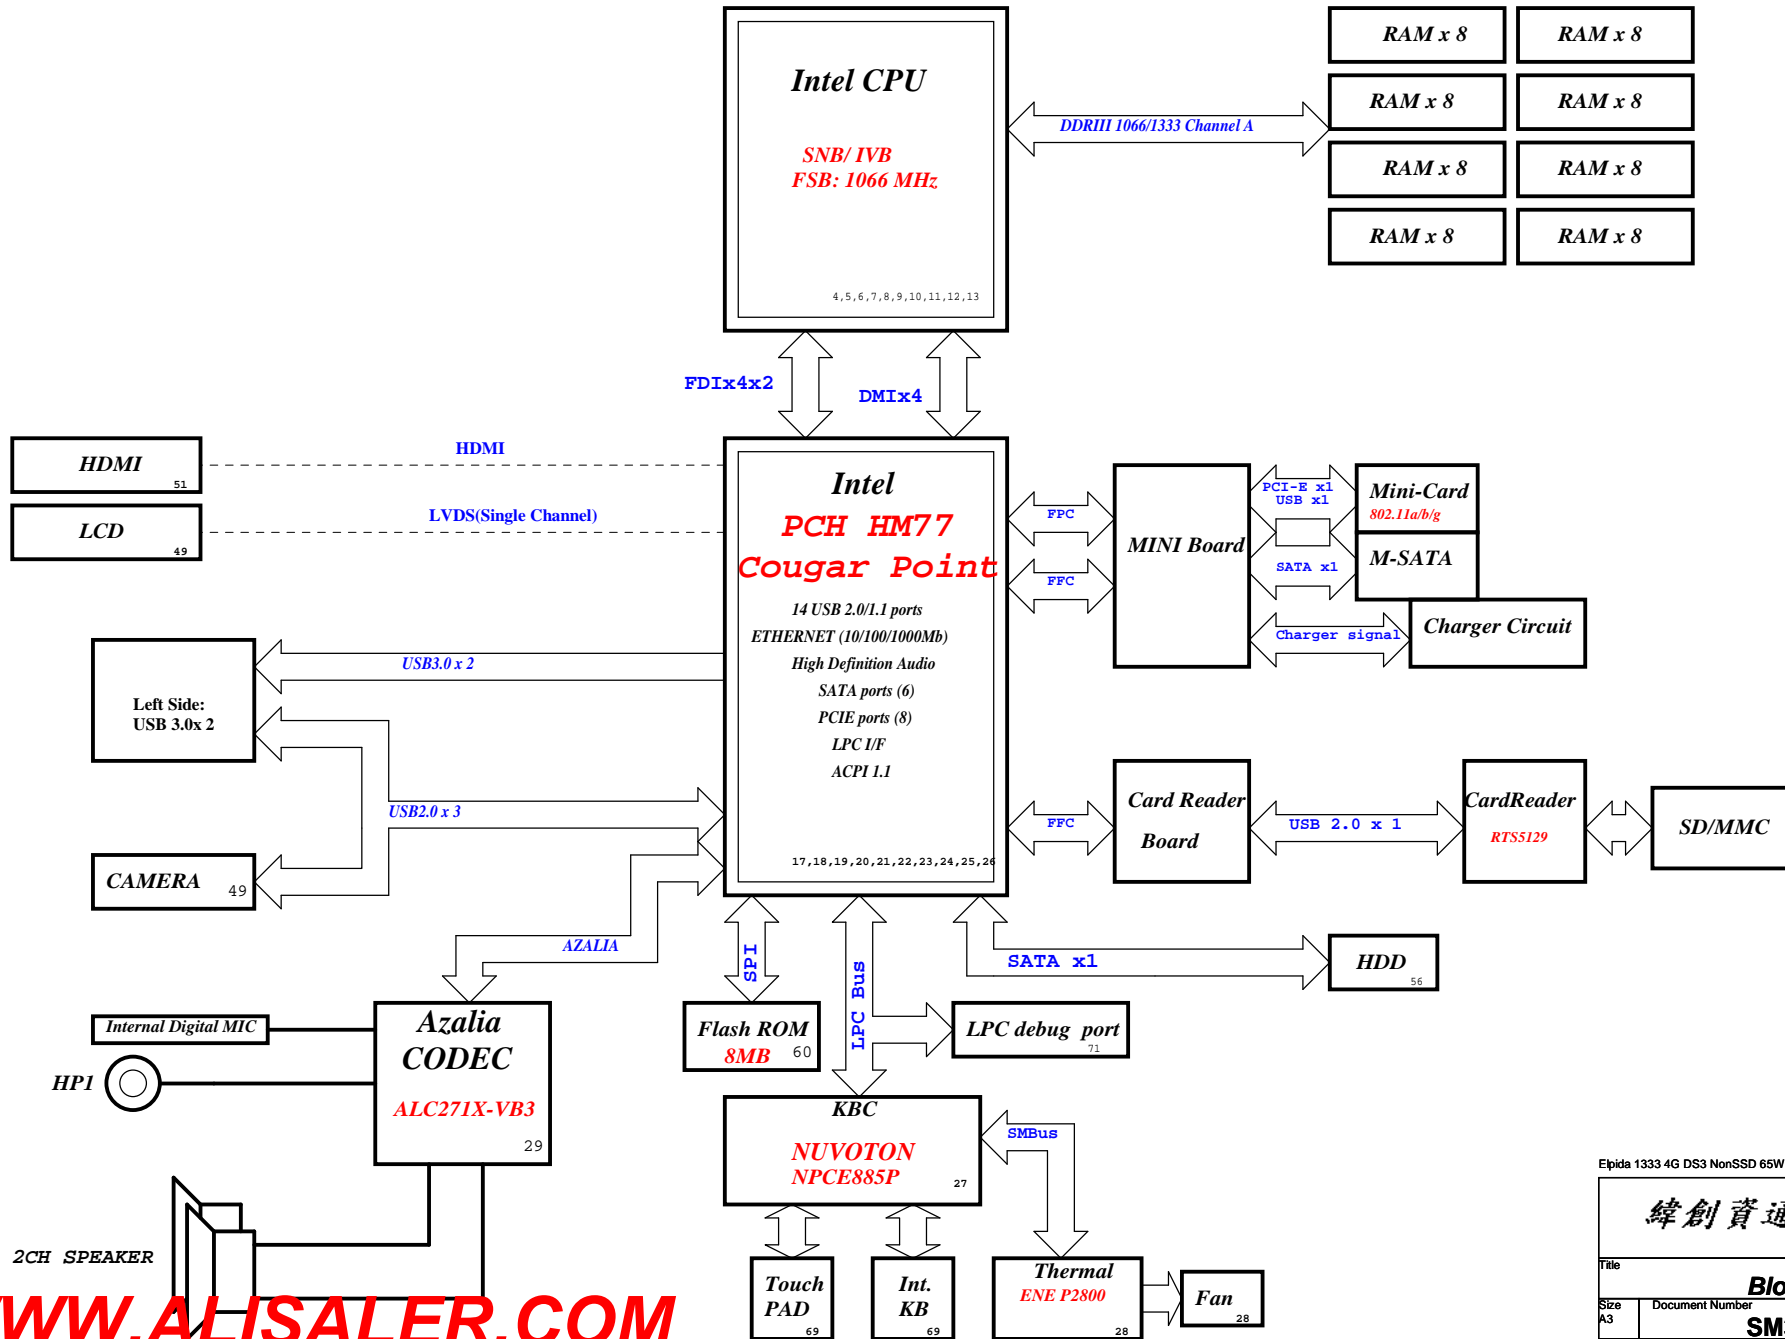 Intel CPU
SNB/ IVB
FSB: 1066 MHz
4,5,6,7,8,9,10,11,12,13
DDRIII 1066/1333 Channel A
RAM x 8
RAM x 8
RAM x 8
RAM x 8
RAM x 8
RAM x 8
RAM x 8
RAM x 8
FDIx4x2
DMIx4
HDMI
51
HDMI
LCD
49
LVDS(Single Channel)
Intel
PCH HM77
Cougar Point
14 USB 2.0/1.1 ports
ETHERNET (10/100/1000Mb)
High Definition Audio
SATA ports (6)
PCIE ports (8)
LPC I/F
ACPI 1.1
17,18,19,20,21,22,23,24,25,26
FPC
FFC
MINI Board
PCI-E x1
USB x1
SATA x1
Charger signal
Mini-Card
802.11a/b/g
M-SATA
Charger Circuit
Left Side:
USB 3.0x 2
USB3.0 x 2
USB2.0 x 3
CAMERA
49
FFC
Card Reader
Board
USB 2.0 x 1
CardReader
RTS5129
SD/MMC
AZALIA
SPI
LPC Bus
SATA x1
HDD
56
Internal Digital MIC
HP1
Azalia
CODEC
ALC271X-VB3
29
Flash ROM
8MB
60
LPC debug port
71
KBC
NUVOTON
NPCE885P
27
SMBus
2CH SPEAKER
Touch
PAD
69
Int.
KB
69
Thermal
ENE P2800
28
Fan
28
Elpida 1333 4G DS3 NonSSD 65W
緯創資通
Title
Blo
Size
A3
Document Number
SM
WWW.ALISALER.COM